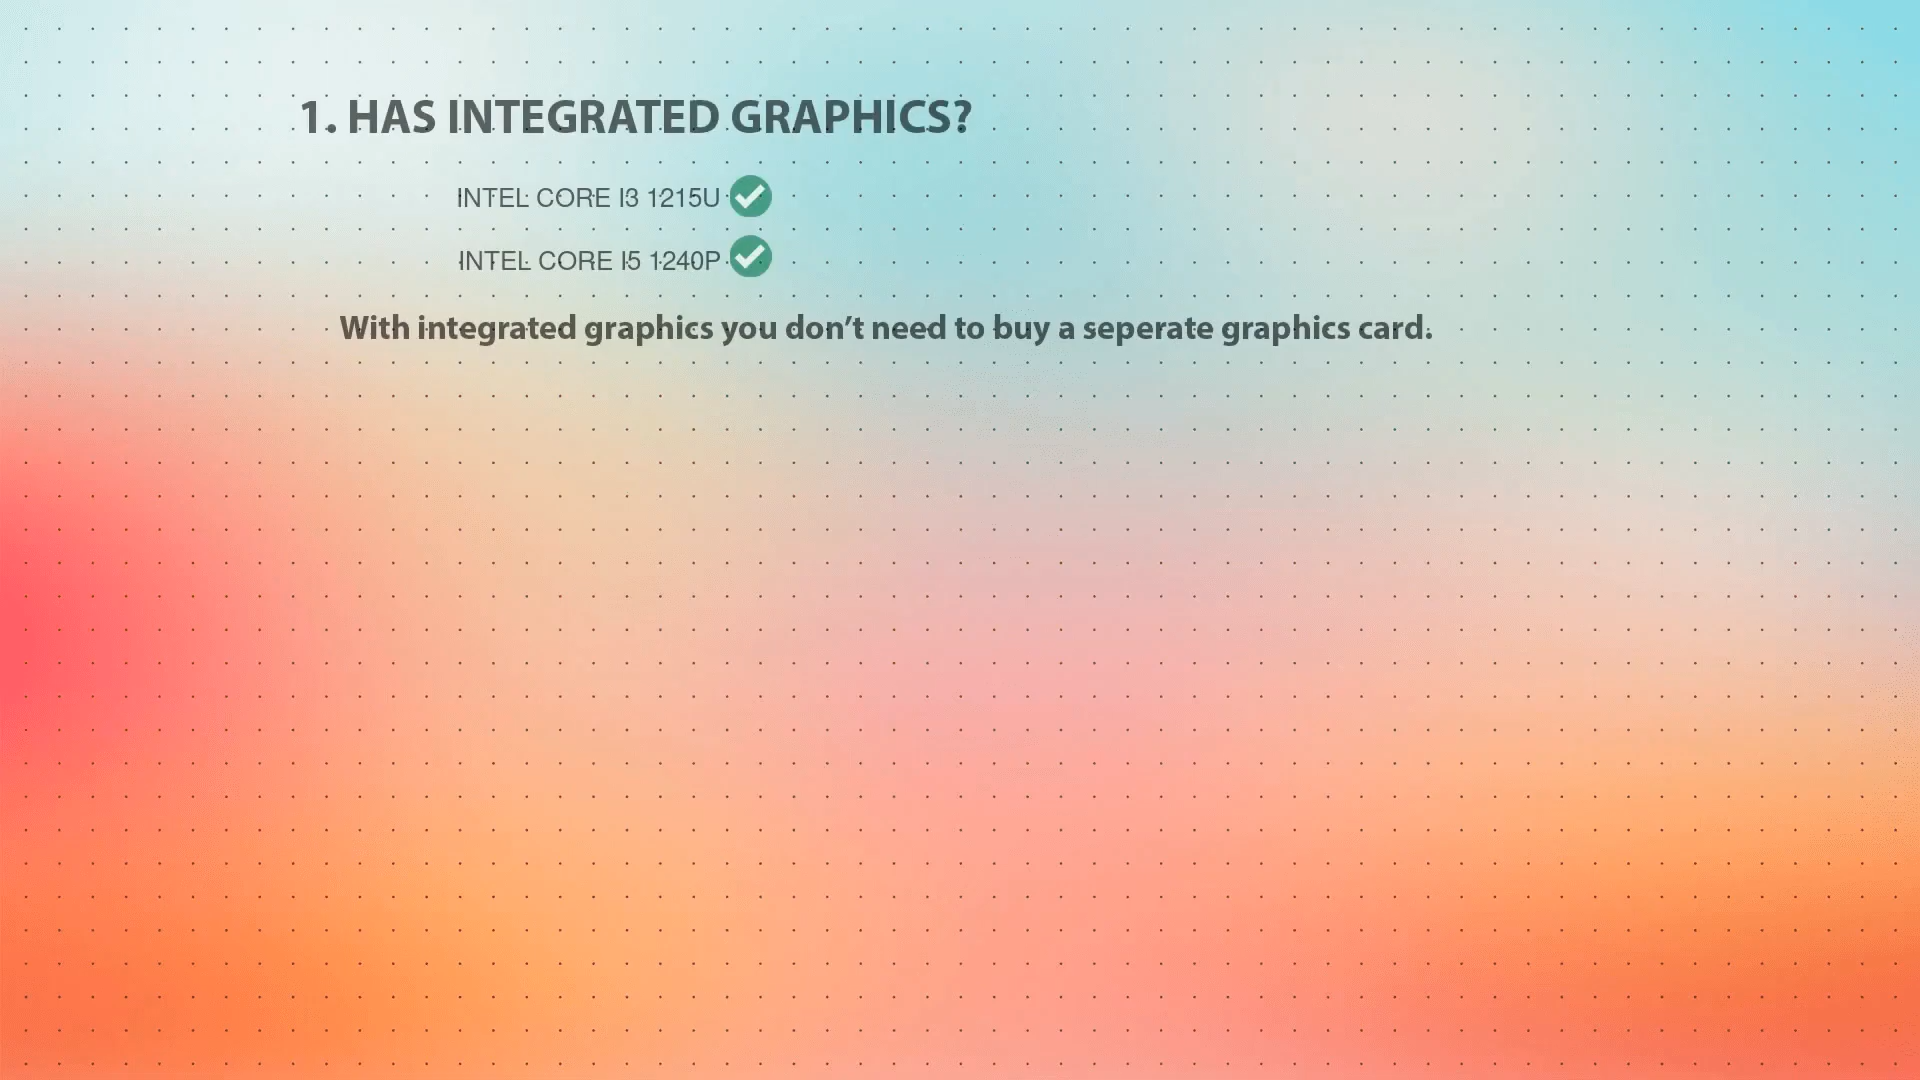 1. HAS INTEGRATED GRAPHICS?
INTEL CORE I3 1215U
INTEL CORE I5 1240P
With integrated graphics you don’t need to buy a seperate graphics card.